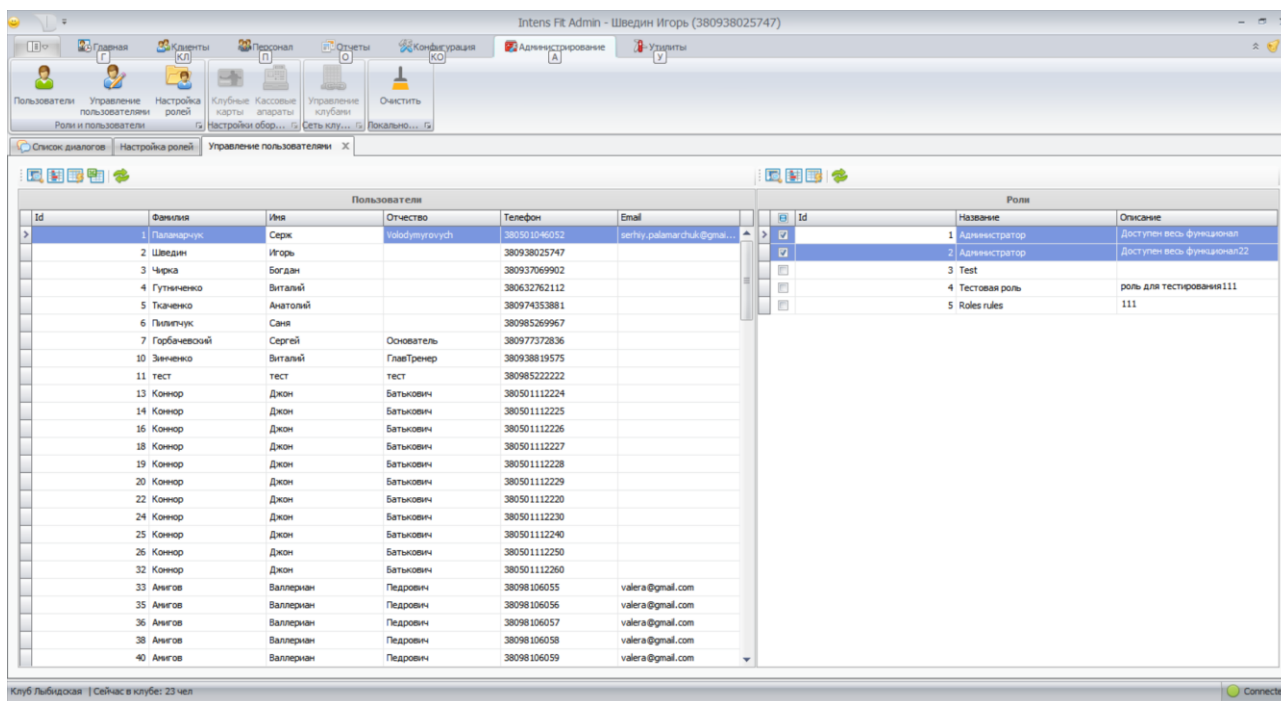 Intens Fit Admin - Шведин Игорь (380938025747)
Главная Клиенты Персонал Отчеты Конфигурация Администрирование Утилиты
Г КЛ П О КО А У
Пользователи Управление пользователями Настройка ролей Клубные карты Кассовые апараты Управление клубами Очистить
Роли и пользователи Настройки обор... Сеть клу... Локально...
Список диалогов Настройка ролей Управление пользователями X
Пользователи Роли
Id Фамилия Имя Отчество Телефон Email Id Название Описание
1 Паламарчук Серж Volodymyrovych 380501046052 serhiy.palamarchuk@gmai... 1 Администратор Доступен весь функционал
2 Шведин Игорь 380938025747 2 Администратор Доступен весь функционал22
3 Чирка Богдан 380937069902 3 Test
4 Гутниченко Виталий 380632762112 4 Тестовая роль роль для тестирования111
5 Ткаченко Анатолий 380974353881 5 Roles rules 111
6 Пилипчук Саня 380985269967
7 Горбачевский Сергей Основатель 380977372836
10 Зинченко Виталий ГлавТренер 380938819575
11 тест тест тест 380985222222
13 Коннор Джон Батькович 380501112224
14 Коннор Джон Батькович 380501112225
16 Коннор Джон Батькович 380501112226
18 Коннор Джон Батькович 380501112227
19 Коннор Джон Батькович 380501112228
20 Коннор Джон Батькович 380501112229
22 Коннор Джон Батькович 380501112220
24 Коннор Джон Батькович 380501112230
25 Коннор Джон Батькович 380501112240
26 Коннор Джон Батькович 380501112250
32 Коннор Джон Батькович 380501112260
33 Амигов Валлериан Педрович 38098106055 valera@gmail.com
35 Амигов Валлериан Педрович 38098106056 valera@gmail.com
36 Амигов Валлериан Педрович 38098106057 valera@gmail.com
38 Амигов Валлериан Педрович 38098106058 valera@gmail.com
40 Амигов Валлериан Педрович 38098106059 valera@gmail.com
Клуб Лыбидская | Сейчас в клубе: 23 чел Connecte